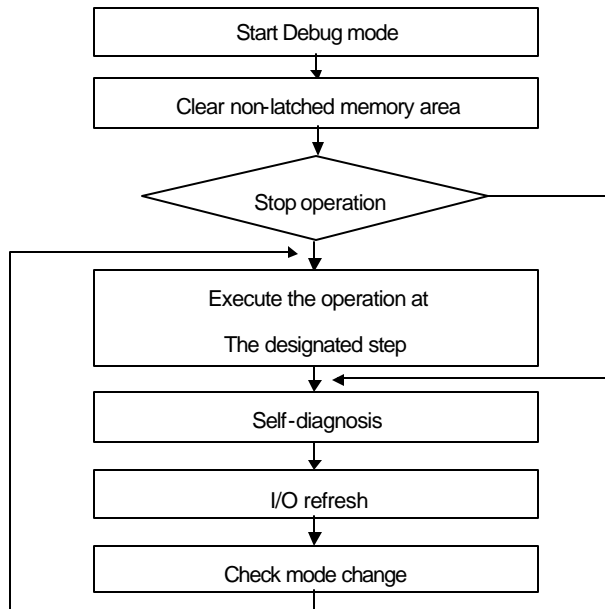 Start Debug mode
Clear non-latched memory area
Stop operation
Execute the operation at
The designated step
Self-diagnosis
I/O refresh
Check mode change